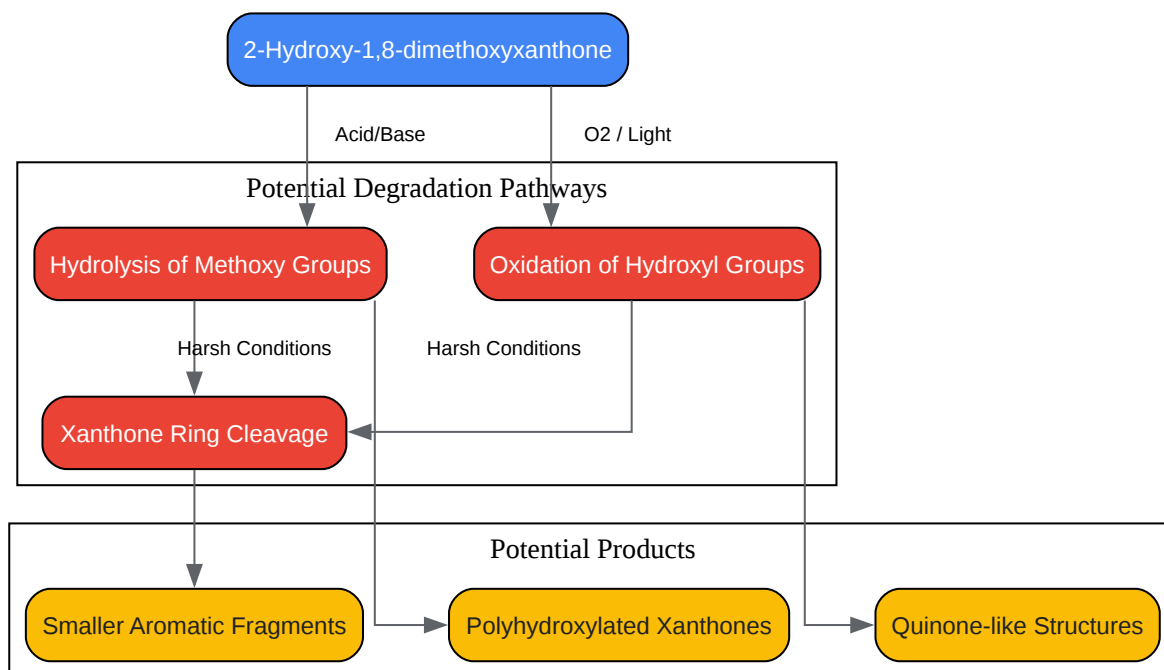 2-Hydroxy-1,8-dimethoxyxanthone
Acid/Base
O2 / Light
Potential Degradation Pathways
Hydrolysis of Methoxy Groups
Oxidation of Hydroxyl Groups
Harsh Conditions
Harsh Conditions
Xanthone Ring Cleavage
Potential Products
Smaller Aromatic Fragments
Polyhydroxylated Xanthones
Quinone-like Structures